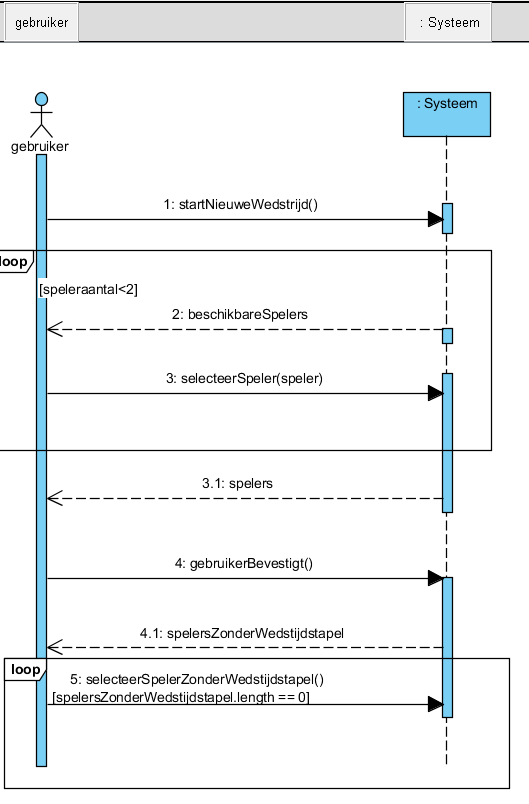 gebruiker
: Systeem
: Systeem
gebruiker
1: startNieuweWedstrijd()
loop
[speleraantal<2]
2: beschikbareSpelers
3: selecteerSpeler(speler)
3.1: spelers
4: gebruikerBevestigt()
4.1: spelersZonderWedstijdstapel
loop
5: selecteerSpelerZonderWedstijdstapel()
[spelersZonderWedstijdstapel.length == 0]